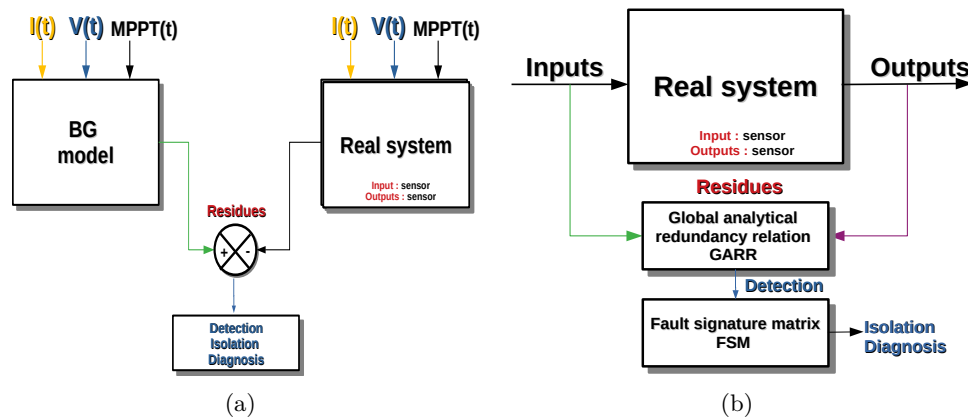 I(t) V(t) MPPT(t)
BG
model
I(t) V(t) MPPT(t)
Real system
Input : sensor
Outputs : sensor
Residues
+ -
Detection
Isolation
Diagnosis
(a)
Inputs
Real system
Input : sensor
Outputs : sensor
Outputs
Residues
Global analytical
redundancy relation
GARR
Detection
Fault signature matrix
FSM
Isolation
Diagnosis
(b)